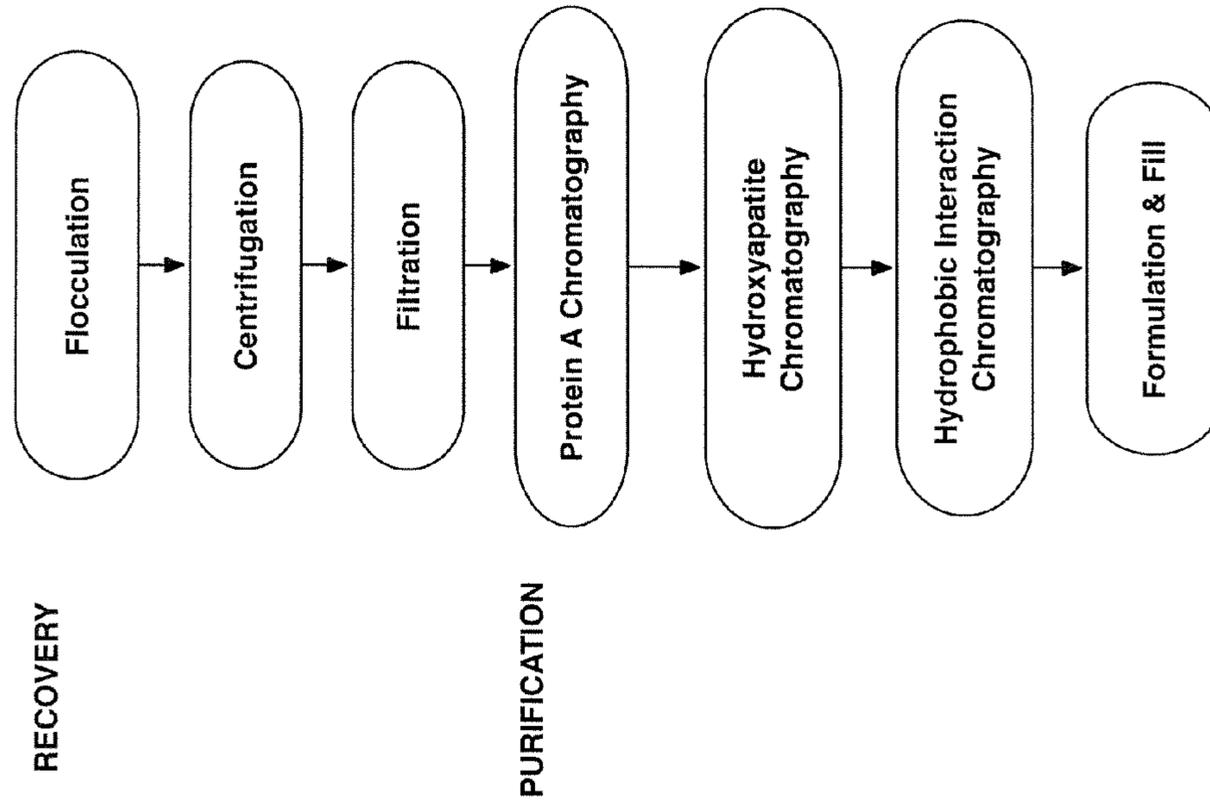 RECOVERY
Flocculation
Centrifugation
Filtration
PURIFICATION
Protein A Chromatography
Hydroxyapatite
Chromatography
Hydrophobic Interaction
Chromatography
Formulation & Fill